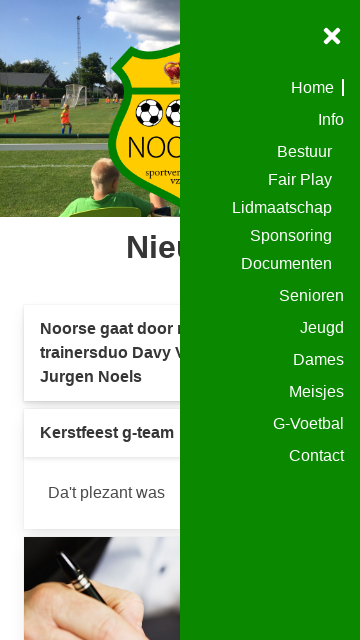 NOO
sportver
vz
Nieu
Noorse gaat door
trainersduo Davy V
Jurgen Noels
Kerstfeest g-team
Da't plezant was
Home
Info
Bestuur
Fair Play
Lidmaatschap
Sponsoring
Documenten
Senioren
Jeugd
Dames
Meisjes
G-Voetbal
Contact